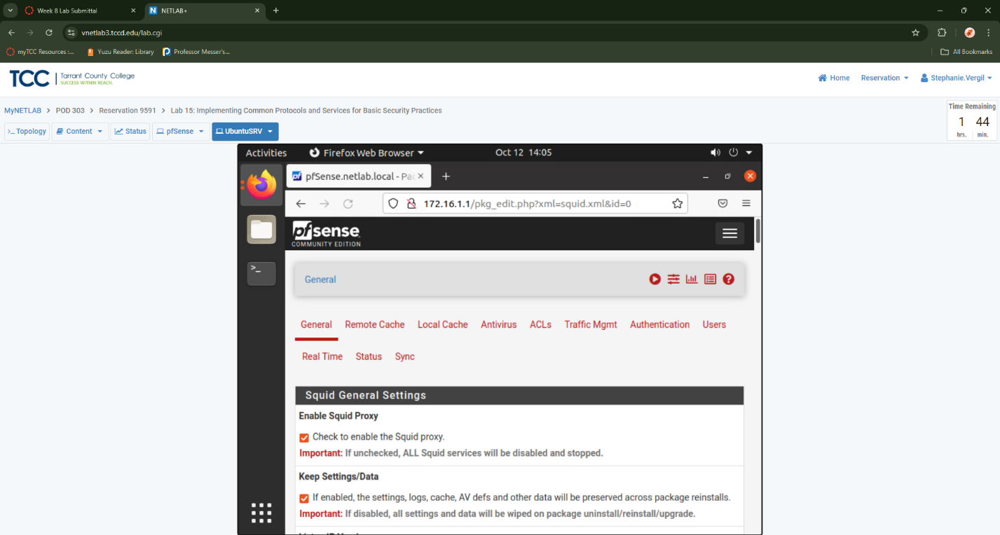 Week 8 Lab Submittal
NETLAB+
vnetlab3.tccd.edu/lab.cgi
myTCC Resources :...
Yuzu Reader: Library
Professor Messer's...
All Bookmarks
TCC Tarrant County College
SUCCESS WITHIN REACH.
Home Reservation Stephanie.Vergil
MyNETLAB > POD 303 > Reservation 9591 > Lab 15: Implementing Common Protocols and Services for Basic Security Practices
Time Remaining
1 44
hrs. min.
>_ Topology Content Status pfSense UbuntuSRV
Activities Firefox Web Browser Oct 12 14:05
pfSense.netlab.local - Pac
172.16.1.1/pkg_edit.php?xml=squid.xml&id=0
pfsense
COMMUNITY EDITION
General
General Remote Cache Local Cache Antivirus ACLs Traffic Mgmt Authentication Users
Real Time Status Sync
Squid General Settings
Enable Squid Proxy
Check to enable the Squid proxy.
Important: If unchecked, ALL Squid services will be disabled and stopped.
Keep Settings/Data
If enabled, the settings, logs, cache, AV defs and other data will be preserved across package reinstalls.
Important: If disabled, all settings and data will be wiped on package uninstall/reinstall/upgrade.